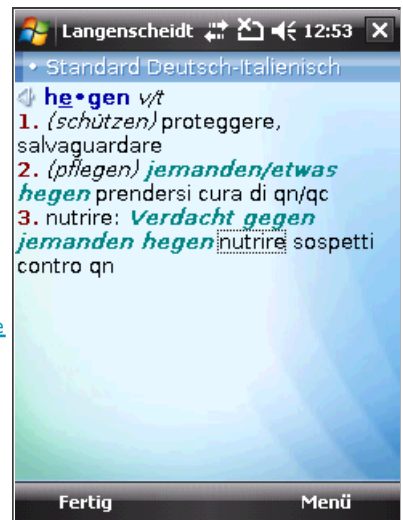 Langenscheidt 12:53
• Standard Deutsch-Italienisch
he•gen v/t
1. (schützen) proteggere,
salvaguardare
2. (pflegen) jemanden/etwas
hegen prendersi cura di qn/qc
3. nutrire: Verdacht gegen
jemanden hegen nutrire sospetti
contro qn
Fertig Menü